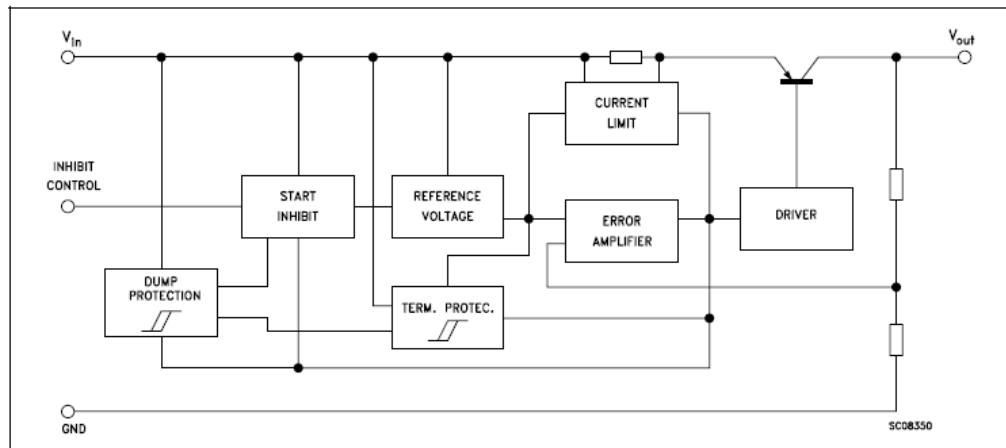 Vin
Vout
CURRENT
LIMIT
INHIBIT
CONTROL
START
INHIBIT
REFERENCE
VOLTAGE
ERROR
AMPLIFIER
DRIVER
DUMP
PROTECTION
TERM. PROTEC.
GND
SC08350